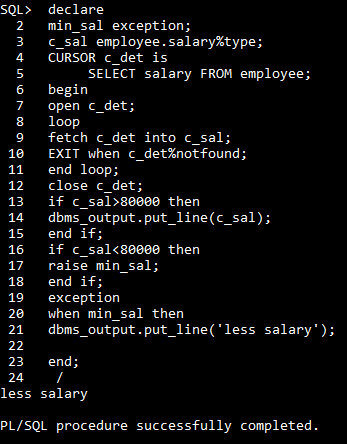 SQL>  declare
  2  min_sal exception;
  3  c_sal employee.salary%type;
  4  CURSOR c_det is
  5       SELECT salary FROM employee;
  6  begin
  7  open c_det;
  8  loop
  9  fetch c_det into c_sal;
 10  EXIT when c_det%notfound;
 11  end loop;
 12  close c_det;
 13  if c_sal>80000 then
 14  dbms_output.put_line(c_sal);
 15  end if;
 16  if c_sal<80000 then
 17  raise min_sal;
 18  end if;
 19  exception
 20  when min_sal then
 21  dbms_output.put_line('less salary');
 22
 23  end;
 24   /
less salary
PL/SQL procedure successfully completed.